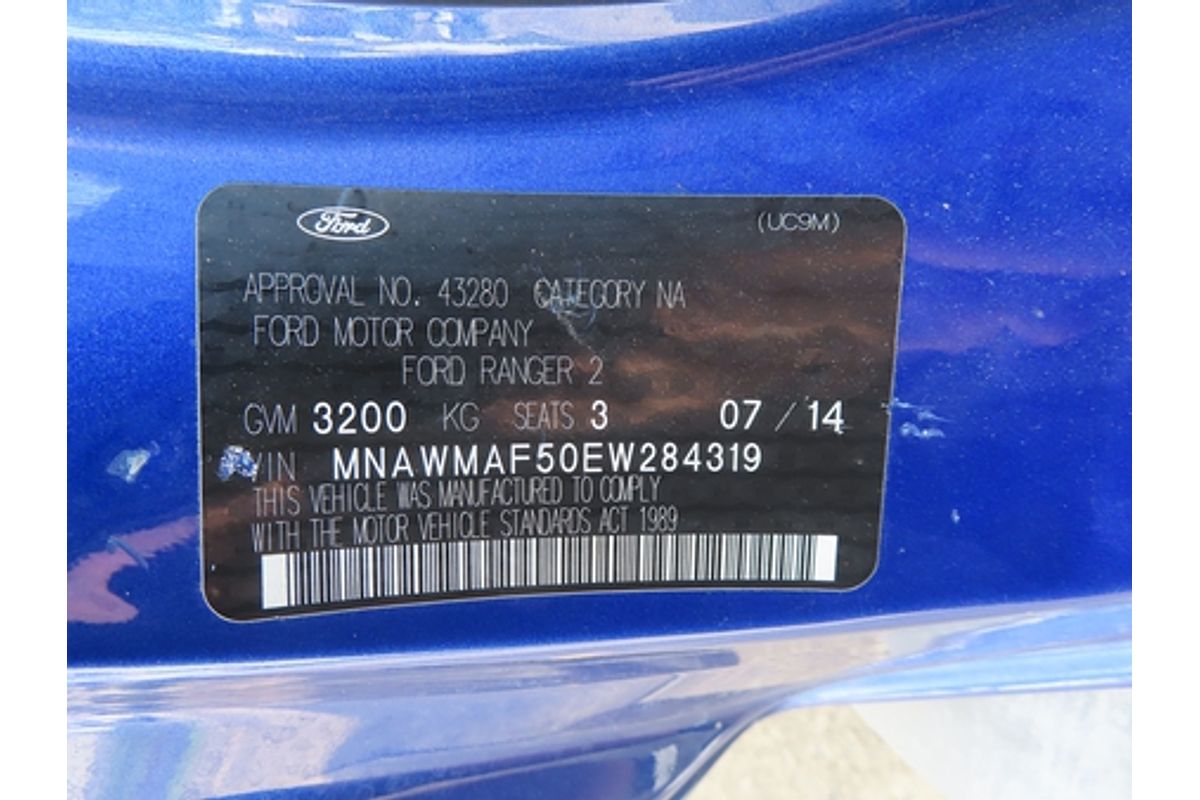 Ford (UC9M)
APPROVAL NO. 43280 CATEGORY NA
FORD MOTOR COMPANY
FORD RANGER 2
GVM 3200 KG SEATS 3 07 / 14
VIN MNAWMAF50EW284319
THIS VEHICLE WAS MANUFACTURED TO COMPLY
WITH THE MOTOR VEHICLE STANDARDS ACT 1989